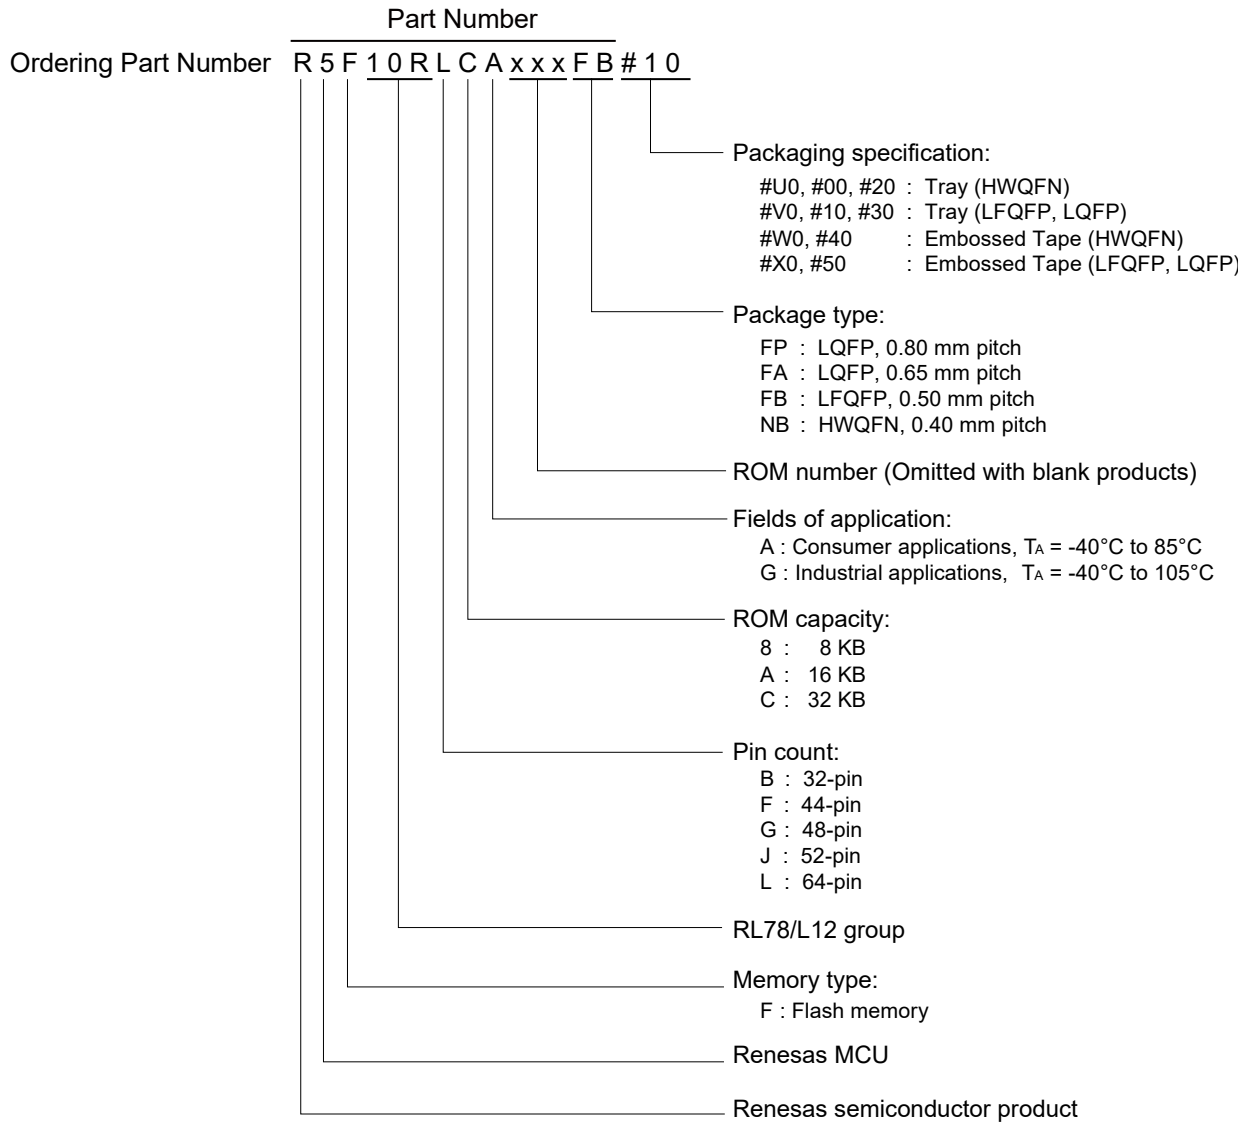 Part Number
Ordering Part Number R 5 F 1 0 R L C A x x x F B # 1 0
Packaging specification:
#U0, #00, #20 : Tray (HWQFN)
#V0, #10, #30 : Tray (LFQFP, LQFP)
#W0, #40 : Embossed Tape (HWQFN)
#X0, #50 : Embossed Tape (LFQFP, LQFP)
Package type:
FP : LQFP, 0.80 mm pitch
FA : LQFP, 0.65 mm pitch
FB : LFQFP, 0.50 mm pitch
NB : HWQFN, 0.40 mm pitch
ROM number (Omitted with blank products)
Fields of application:
A : Consumer applications, TA = -40°C to 85°C
G : Industrial applications, TA = -40°C to 105°C
ROM capacity:
8 : 8 KB
A : 16 KB
C : 32 KB
Pin count:
B : 32-pin
F : 44-pin
G : 48-pin
J : 52-pin
L : 64-pin
RL78/L12 group
Memory type:
F : Flash memory
Renesas MCU
Renesas semiconductor product